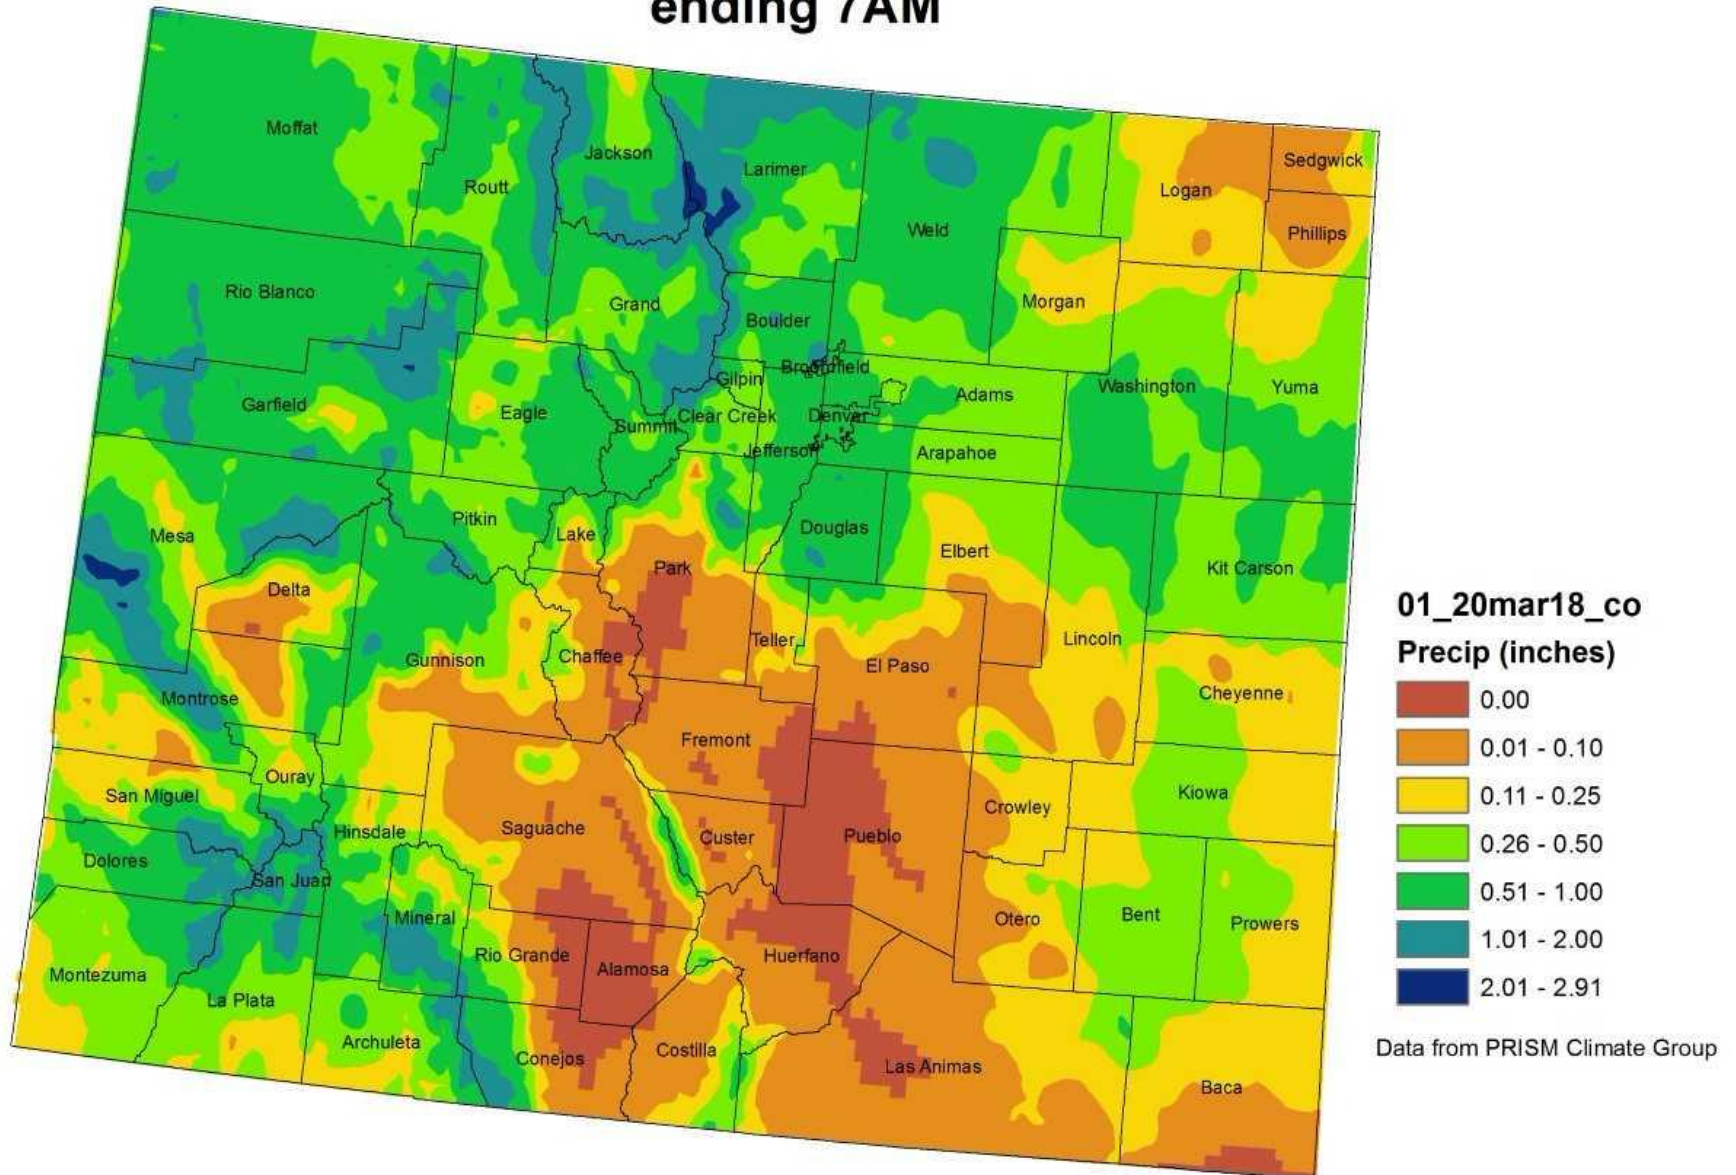 ending 7AM
Moffat
Routt
Jackson
Larimer
Weld
Logan
Sedgwick
Phillips
Rio Blanco
Grand
Boulder
Morgan
Broomfield
Gilpin
Garfield
Eagle
Summit
Clear Creek
Denver
Adams
Washington
Yuma
Jefferson
Arapahoe
Mesa
Pitkin
Lake
Park
Douglas
Elbert
Kit Carson
Delta
Gunnison
Chaffee
Teller
El Paso
Lincoln
Cheyenne
Montrose
Fremont
Ouray
Kiowa
San Miguel
Hinsdale
Saguache
Custer
Pueblo
Crowley
Dolores
San Juan
Mineral
Otero
Bent
Prowers
Montezuma
La Plata
Rio Grande
Alamosa
Huerfano
Archuleta
Conejos
Costilla
Las Animas
Baca
01_20mar18_co
Precip (inches)
0.00
0.01 - 0.10
0.11 - 0.25
0.26 - 0.50
0.51 - 1.00
1.01 - 2.00
2.01 - 2.91
Data from PRISM Climate Group